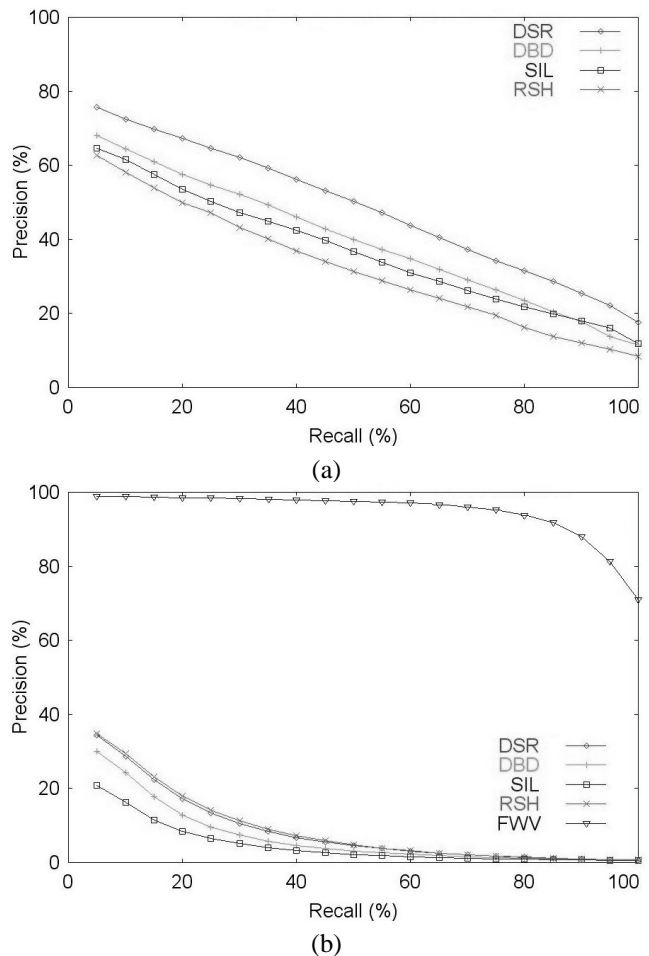 100
80
60
40
20
0
Precision (%)
DSR
DBD
SIL
RSH
0 20 40 60 80 100
Recall (%)
(a)
100
80
60
40
20
0
Precision (%)
DSR
DBD
SIL
RSH
FWV
0 20 40 60 80 100
Recall (%)
(b)